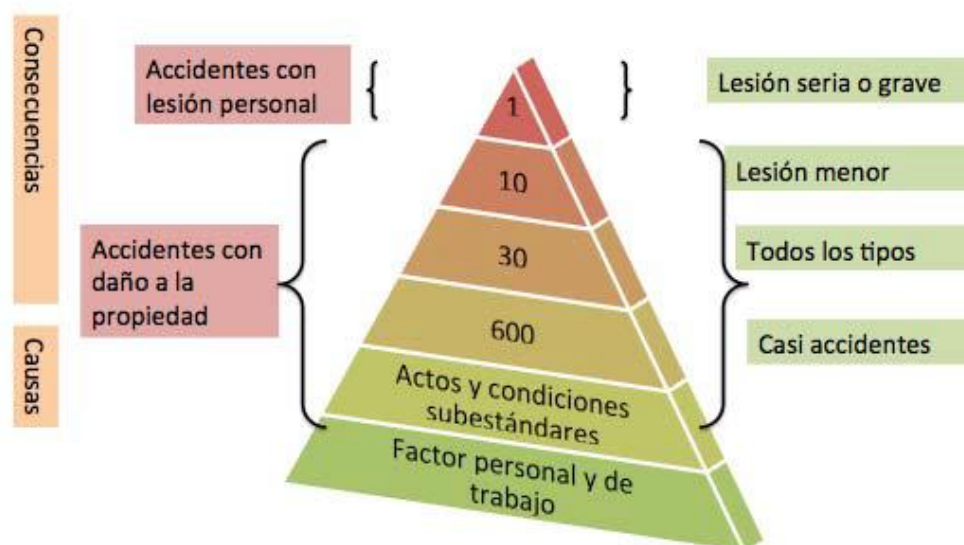 Consecuencias
Causas
Accidentes con
lesión personal
Accidentes con
daño a la
propiedad
1
10
30
600
Actos y condiciones
subestándares
Factor personal y de
trabajo
Lesión seria o grave
Lesión menor
Todos los tipos
Casi accidentes